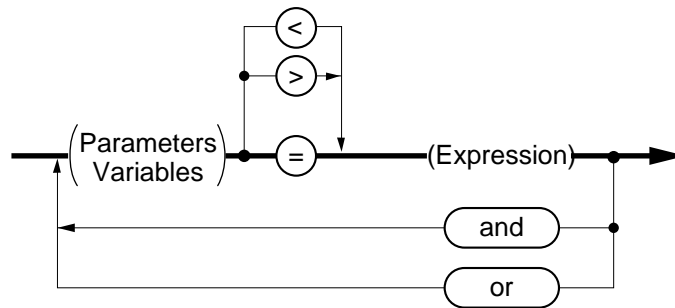 <
>
(Parameters
Variables)
=
(Expression)
and
or